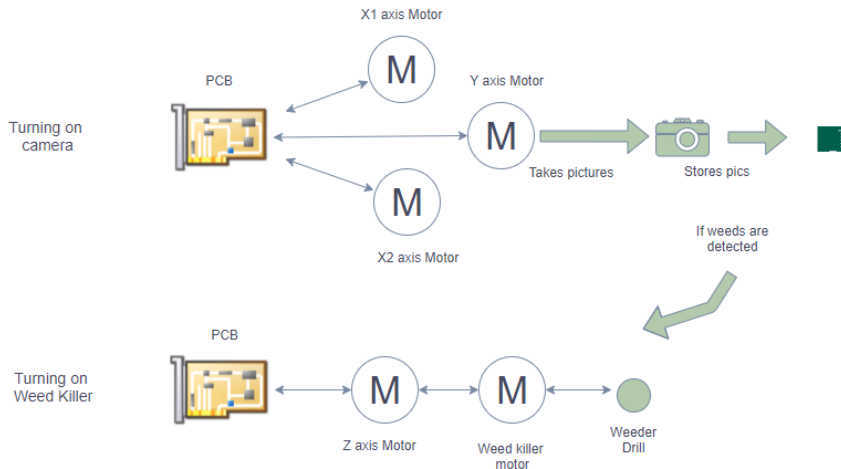 X1 axis Motor
M
PCB
Y axis Motor
Turning on
camera
M
Takes pictures
Stores pics
M
X2 axis Motor
If weeds are
detected
PCB
Turning on
Weed Killer
M
M
Z axis Motor
Weed killer
motor
Weeder
Drill